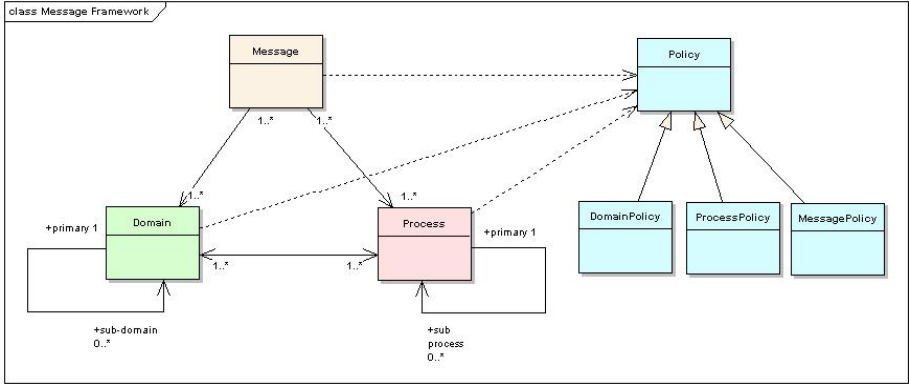 class Message Framework
Message
Policy
1..*
1..*
1..*
1..*
Domain
Process
DomainPolicy
ProcessPolicy
MessagePolicy
+primary 1
+primary 1
1..*
1..*
+sub-domain
0..*
+sub
process
0..*